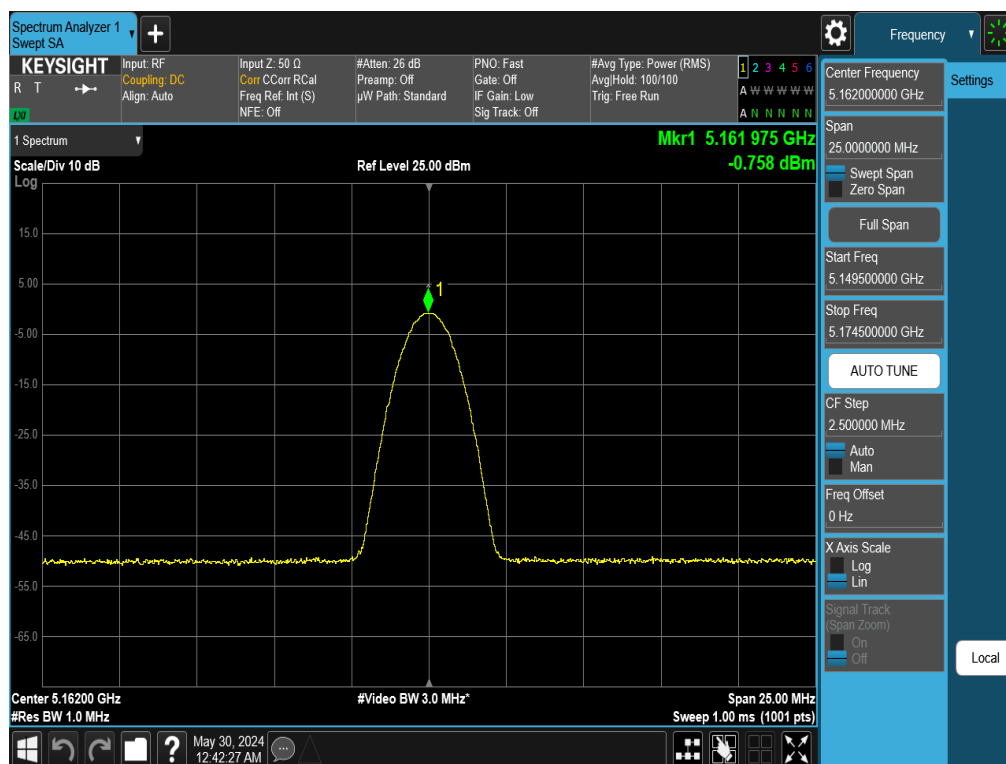 Spectrum Analyzer 1
Swept SA
+
Frequency
KEYSIGHT
R T
LXI
Input: RF
Coupling: DC
Align: Auto
Input Z: 50 Ω
Corr CCorr RCal
Freq Ref: Int (S)
NFE: Off
#Atten: 26 dB
Preamp: Off
µW Path: Standard
PNO: Fast
Gate: Off
IF Gain: Low
Sig Track: Off
#Avg Type: Power (RMS)
Avg|Hold: 100/100
Trig: Free Run
1 2 3 4 5 6
A W W W W W
A N N N N N
1 Spectrum
Mkr1 5.161 975 GHz
Scale/Div 10 dB
Ref Level 25.00 dBm
-0.758 dBm
Log
15.0
5.00
-5.00
-15.0
-25.0
-35.0
-45.0
-55.0
-65.0
1
Center 5.16200 GHz
#Video BW 3.0 MHz*
Span 25.00 MHz
#Res BW 1.0 MHz
Sweep 1.00 ms (1001 pts)
Center Frequency
5.162000000 GHz
Settings
Span
25.0000000 MHz
Swept Span
Zero Span
Full Span
Start Freq
5.149500000 GHz
Stop Freq
5.174500000 GHz
AUTO TUNE
CF Step
2.500000 MHz
Auto
Man
Freq Offset
0 Hz
X Axis Scale
Log
Lin
Signal Track
(Span Zoom)
On
Off
Local
?
May 30, 2024
12:42:27 AM